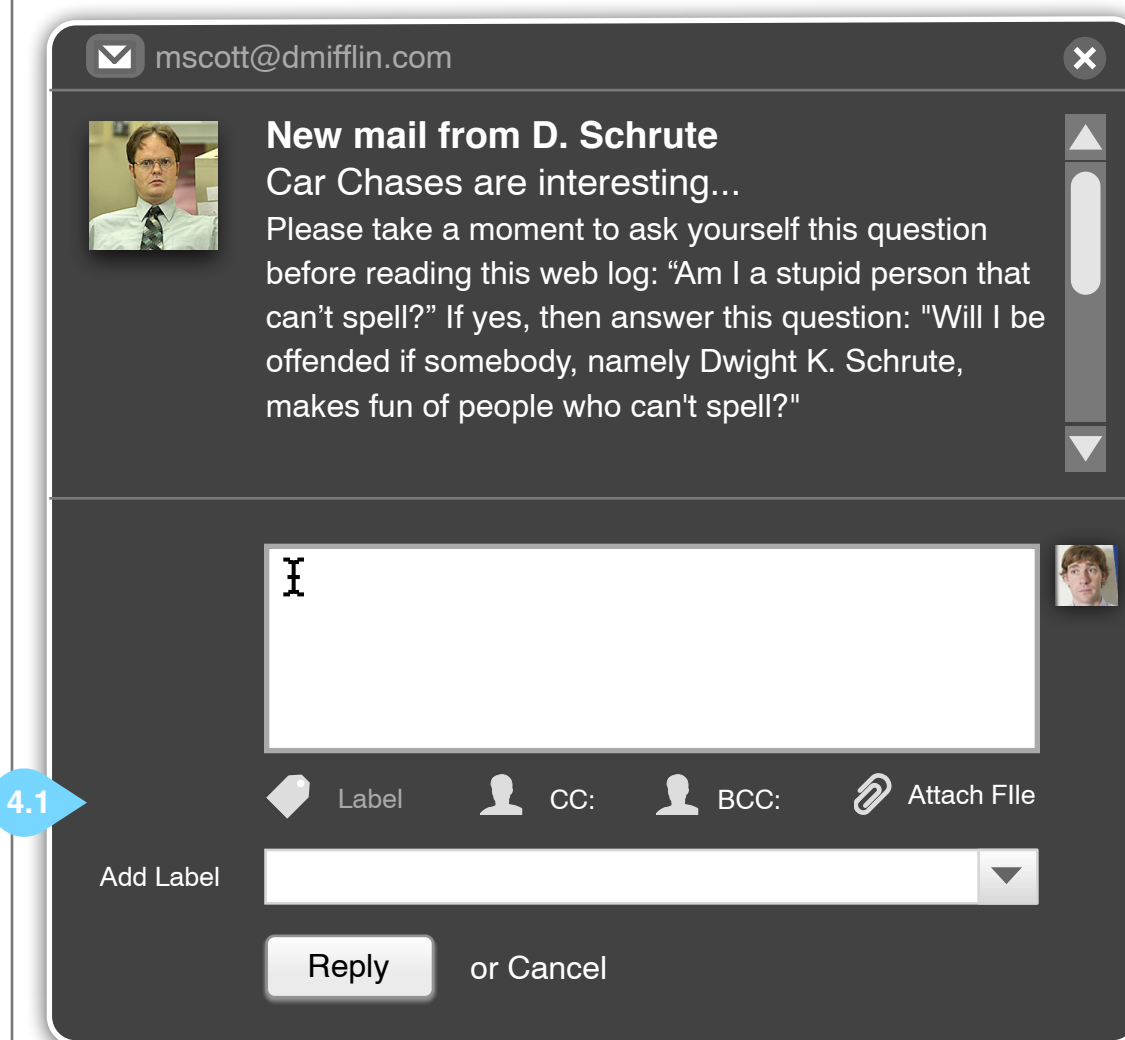 mscott@dmifflin.com
New mail from D. Schrute
Car Chases are interesting...
Please take a moment to ask yourself this question
before reading this web log: “Am I a stupid person that
can’t spell?” If yes, then answer this question: "Will I be
offended if somebody, namely Dwight K. Schrute,
makes fun of people who can't spell?"
4.1
Label CC: BCC: Attach FIle
Add Label
Reply or Cancel